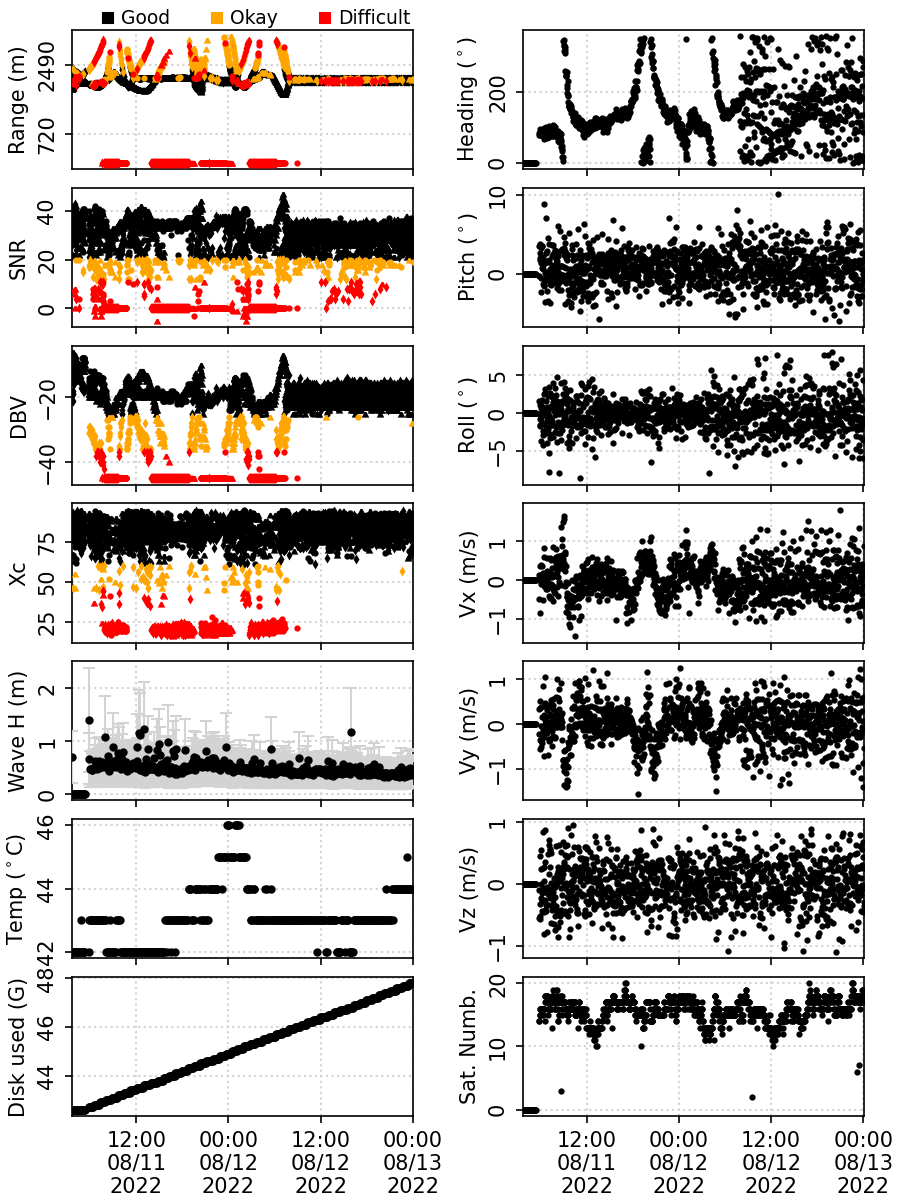 Good Okay Difficult
Range (m)
2490
720
Heading (°)
200
0
SNR
40
20
0
Pitch (°)
10
0
DBV
−20
−40
Roll (°)
5
0
−5
Xc
75
50
25
Vx (m/s)
1
0
−1
Wave H (m)
2
1
0
Vy (m/s)
1
0
−1
Temp (°C)
46
44
42
Vz (m/s)
1
0
−1
Disk used (G)
48
46
44
Sat. Numb.
20
10
0
12:00 00:00 12:00 00:00
08/11 08/12 08/12 08/13
2022 2022 2022 2022
12:00 00:00 12:00 00:00
08/11 08/12 08/12 08/13
2022 2022 2022 2022